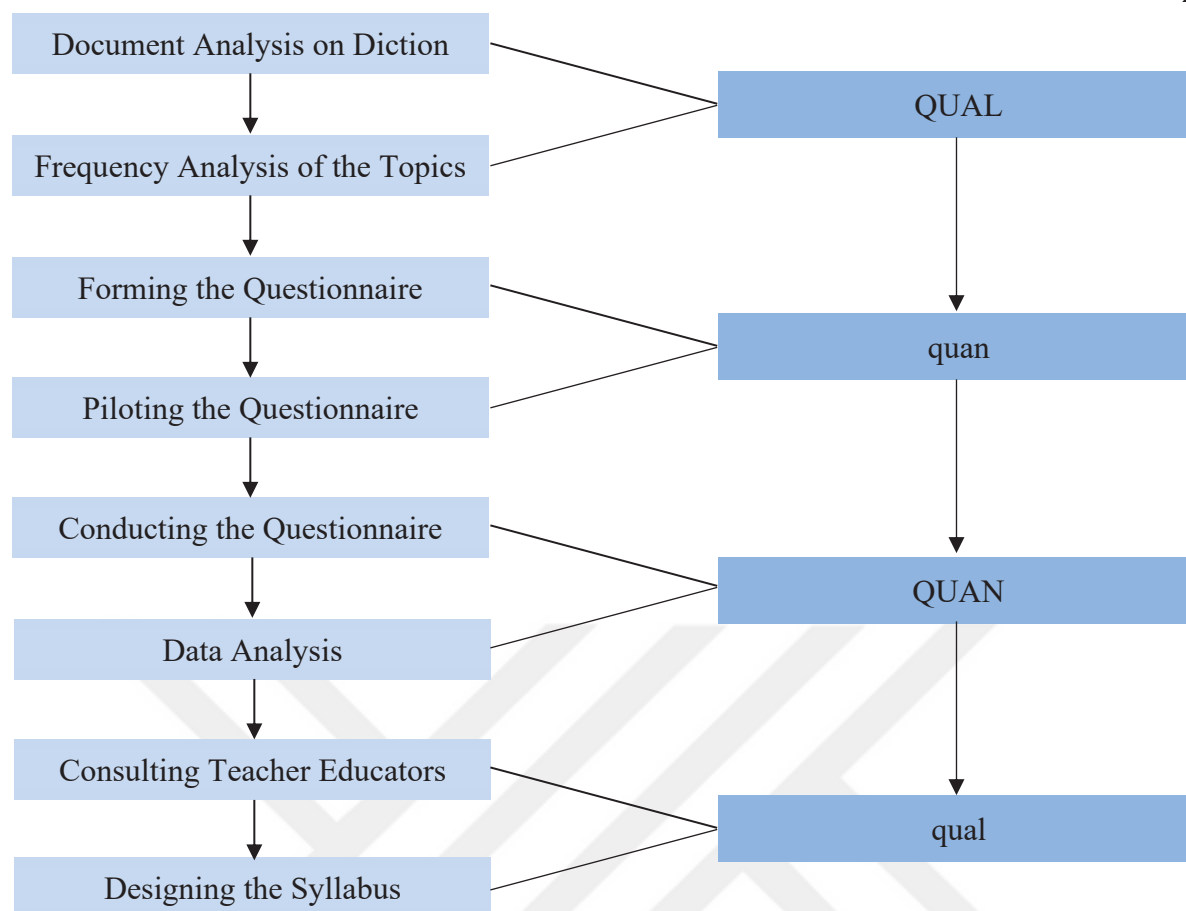 Document Analysis on Diction
QUAL
Frequency Analysis of the Topics
Forming the Questionnaire
quan
Piloting the Questionnaire
Conducting the Questionnaire
QUAN
Data Analysis
Consulting Teacher Educators
qual
Designing the Syllabus